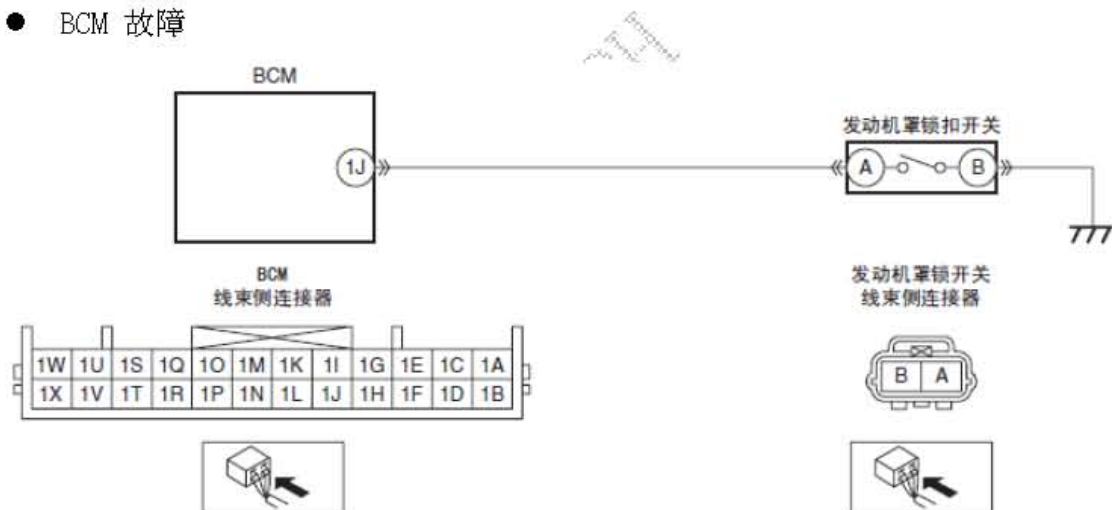 ● BCM 故障
BCM
1J
发动机罩锁扣开关
A B
BCM
线束侧连接器
发动机罩锁开关
线束侧连接器
1W 1U 1S 1Q 1O 1M 1K 1I 1G 1E 1C 1A
1X 1V 1T 1R 1P 1N 1L 1J 1H 1F 1D 1B
B A